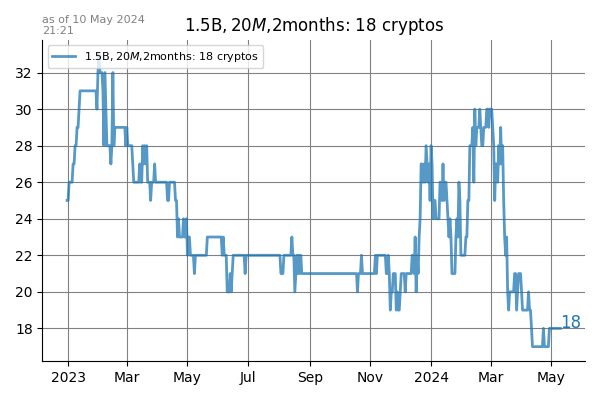 as of 10 May 2024
21:21
1.5B, 20M,2months: 18 cryptos
1.5B,20M,2months: 18 cryptos
32
30
28
26
24
22
20
18
18
2023 Mar May Jul Sep Nov 2024 Mar May